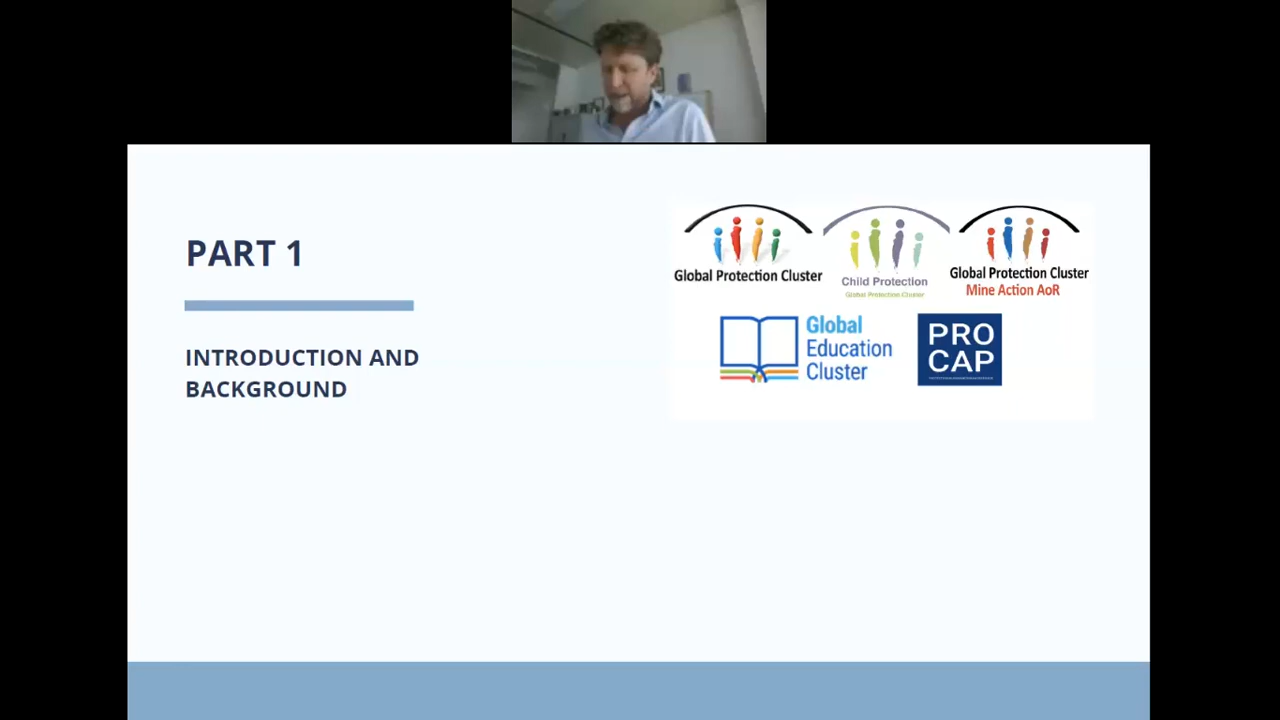 PART 1
INTRODUCTION AND
BACKGROUND
Global Protection Cluster
Child Protection
Global Protection Cluster
Global Protection Cluster
Mine Action AoR
Global
Education
Cluster
PRO
CAP